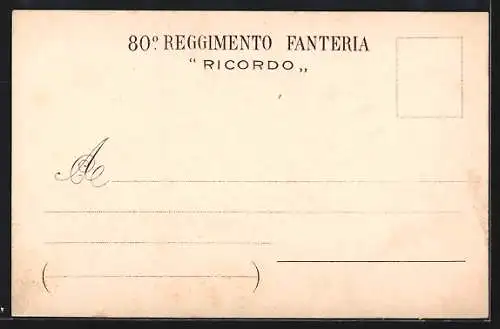 80º REGGIMENTO FANTERIA
“ RICORDO „
A
( )